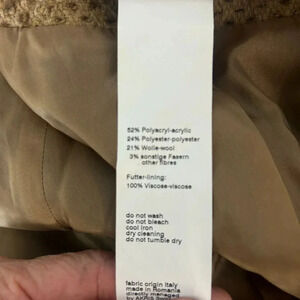 52% Polyacryl-acrylic
24% Polyester-polyester
21% Wolle-wool
3% sonstige Fasern
other fibres
Futter-lining:
100% Viscose-viscose
do not wash
do not bleach
cool iron
dry cleaning
do not tumble dry
fabric origin Italy
made in Romania
directly managed
by AKRIS